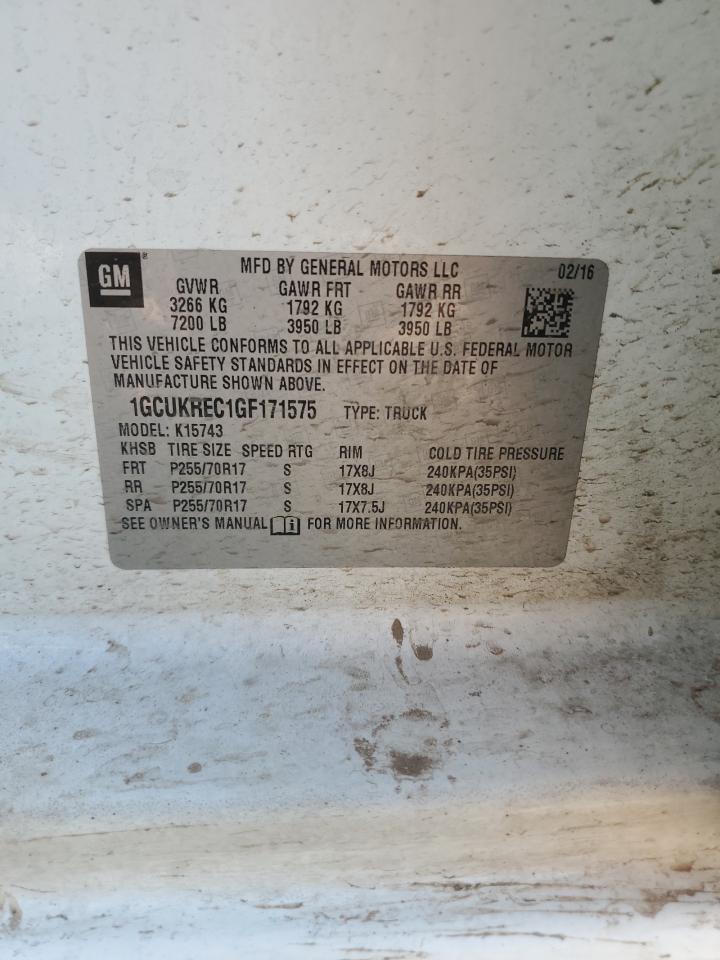 GM ® MFD BY GENERAL MOTORS LLC 02/16
GVWR GAWR FRT GAWR RR
3266 KG 1792 KG 1792 KG
7200 LB 3950 LB 3950 LB
THIS VEHICLE CONFORMS TO ALL APPLICABLE U.S. FEDERAL MOTOR
VEHICLE SAFETY STANDARDS IN EFFECT ON THE DATE OF
MANUFACTURE SHOWN ABOVE.
1GCUKREC1GF171575 TYPE: TRUCK
MODEL: K15743
KHSB TIRE SIZE SPEED RTG RIM COLD TIRE PRESSURE
FRT P255/70R17 S 17X8J 240KPA(35PSI)
RR P255/70R17 S 17X8J 240KPA(35PSI)
SPA P255/70R17 S 17X7.5J 240KPA(35PSI)
SEE OWNER'S MANUAL i FOR MORE INFORMATION.